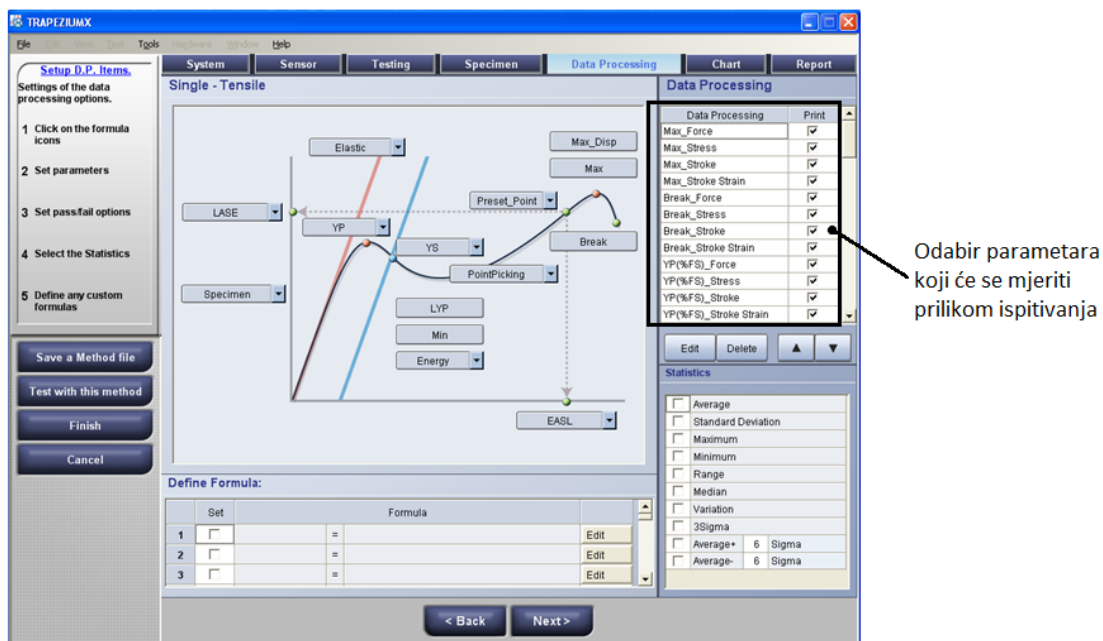 TRAPEZIUMX
File Edit View Test Tools Hardware Window Help
Setup D.P. Items.
Settings of the data
processing options.
1 Click on the formula
icons
2 Set parameters
3 Set pass/fail options
4 Select the Statistics
5 Define any custom
formulas
Save a Method file
Test with this method
Finish
Cancel
System Sensor Testing Specimen Data Processing Chart Report
Single - Tensile
Elastic
Max_Disp
Max
Preset_Point
LASE
YP
YS
Break
PointPicking
Specimen
LYP
Min
Energy
EASL
Define Formula:
Set Formula
1 = Edit
2 = Edit
3 = Edit
< Back Next >
Data Processing
Data Processing Print
Max_Force
Max_Stress
Max_Stroke
Max_Stroke Strain
Break_Force
Break_Stress
Break_Stroke
Break_Stroke Strain
YP(%FS)_Force
YP(%FS)_Stress
YP(%FS)_Stroke
YP(%FS)_Stroke Strain
Edit Delete
Statistics
Average
Standard Deviation
Maximum
Minimum
Range
Median
Variation
3Sigma
Average+ 6 Sigma
Average- 6 Sigma
Odabir parametara
koji će se mjeriti
prilikom ispitivanja